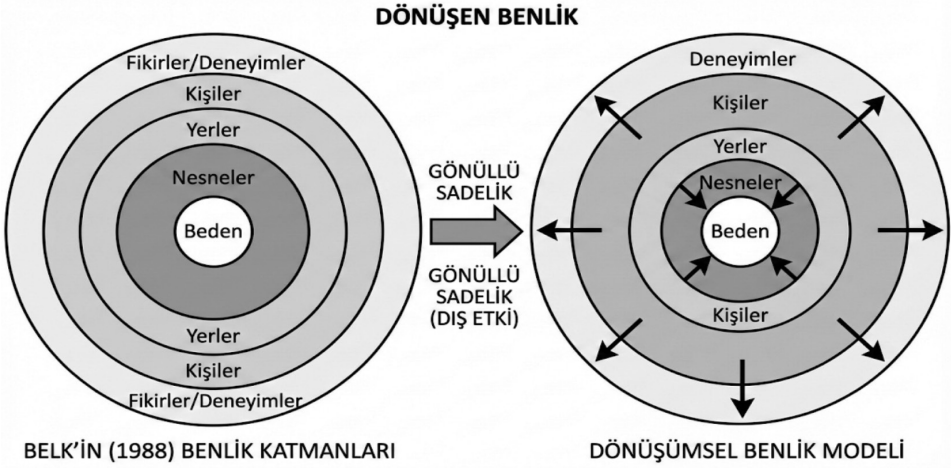 DÖNÜŞEN BENLİK
Fikirler/Deneyimler
Kişiler
Yerler
Nesneler
Beden
Yerler
Kişiler
Fikirler/Deneyimler
BELK'İN (1988) BENLİK KATMANLARI
GÖNÜLLÜ
SADELİK
GÖNÜLLÜ
SADELİK
(DIŞ ETKİ)
Deneyimler
Kişiler
Yerler
Nesneler
Beden
Kişiler
DÖNÜŞÜMSEL BENLİK MODELİ